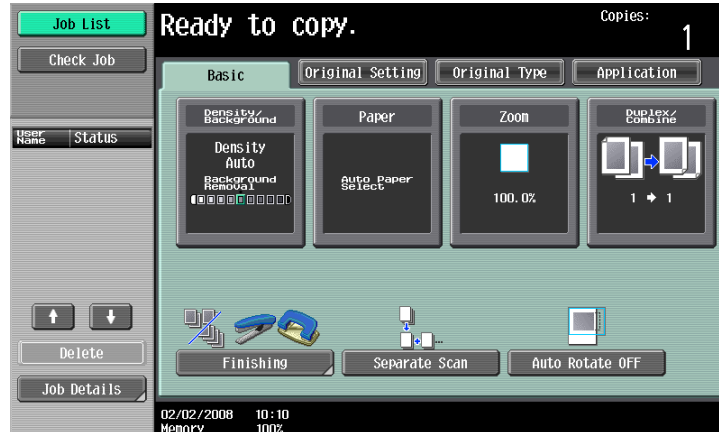 Job List
Check Job
User Name
Status
Delete
Job Details
Ready to copy.
Copies:
1
Basic
Original Setting
Original Type
Application
Density/
Background
Density
Auto
Background
Removal
Paper
Auto Paper
Select
Zoom
100.0%
Duplex/
Combine
1 → 1
Finishing
Separate Scan
Auto Rotate OFF
02/02/2008 10:10
Memory 100%